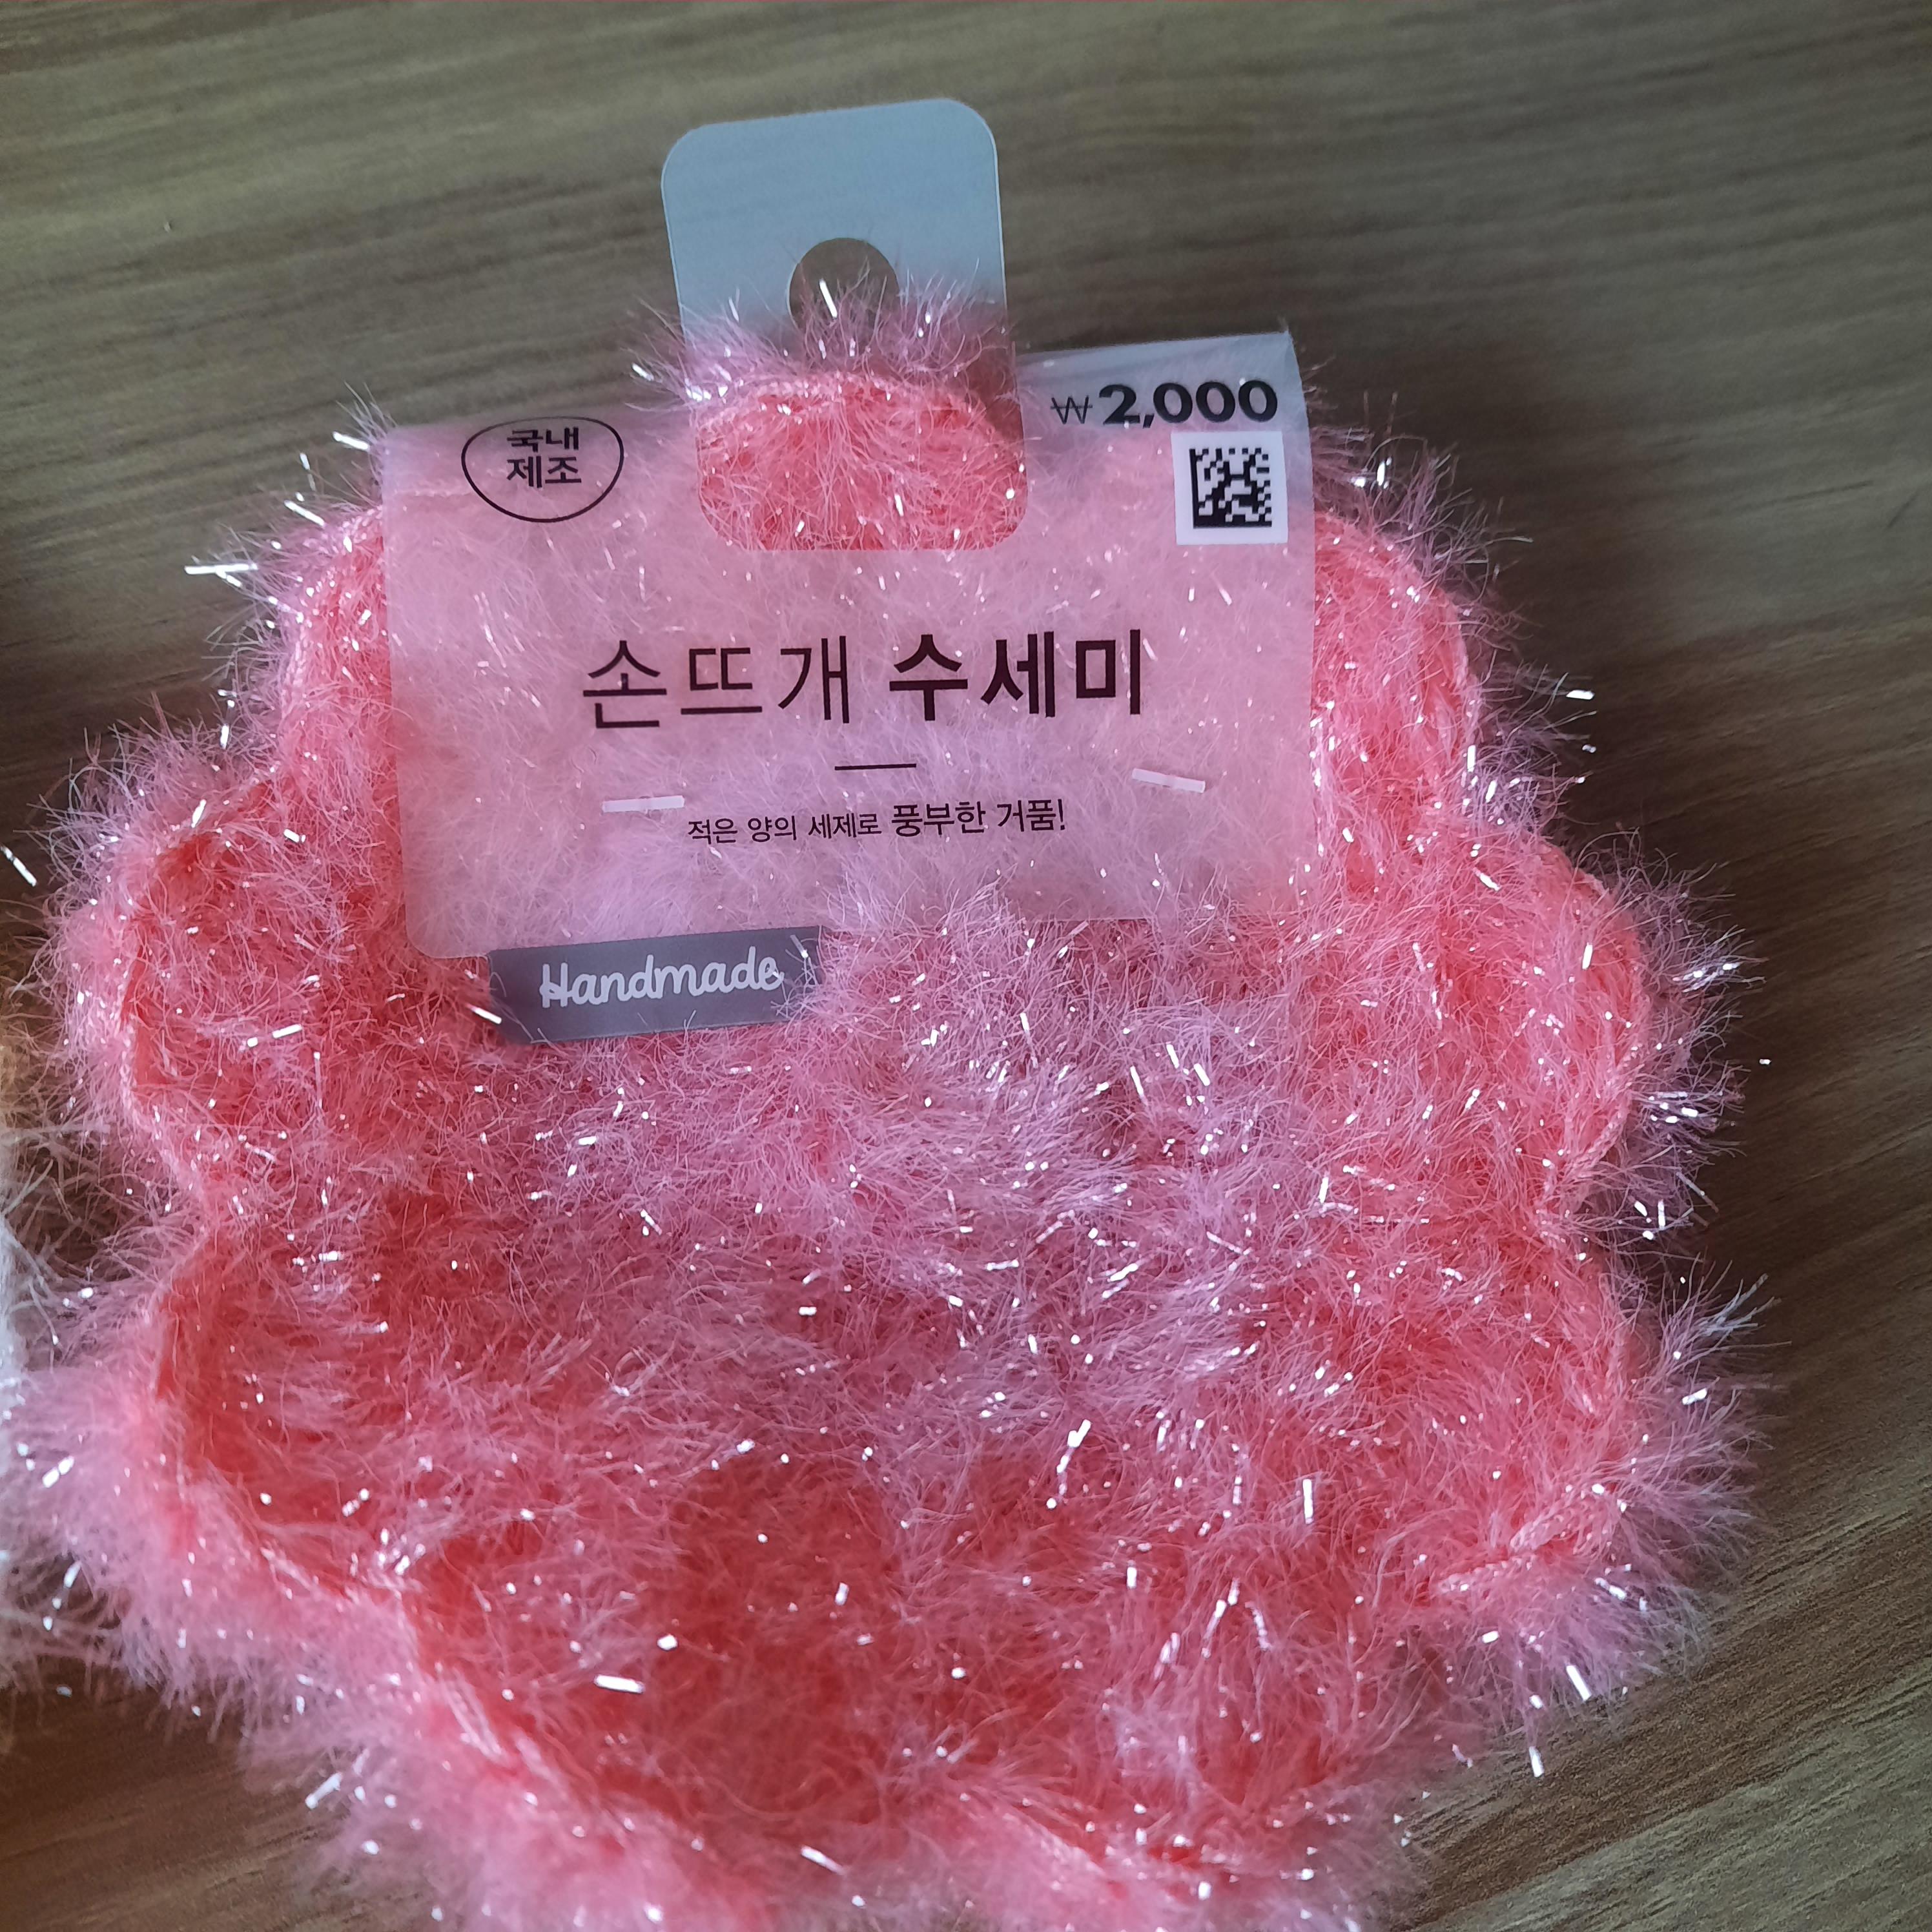 국내
제조
₩2,000
손뜨개 수세미
적은 양의 세제로 풍부한 거품!
Handmade